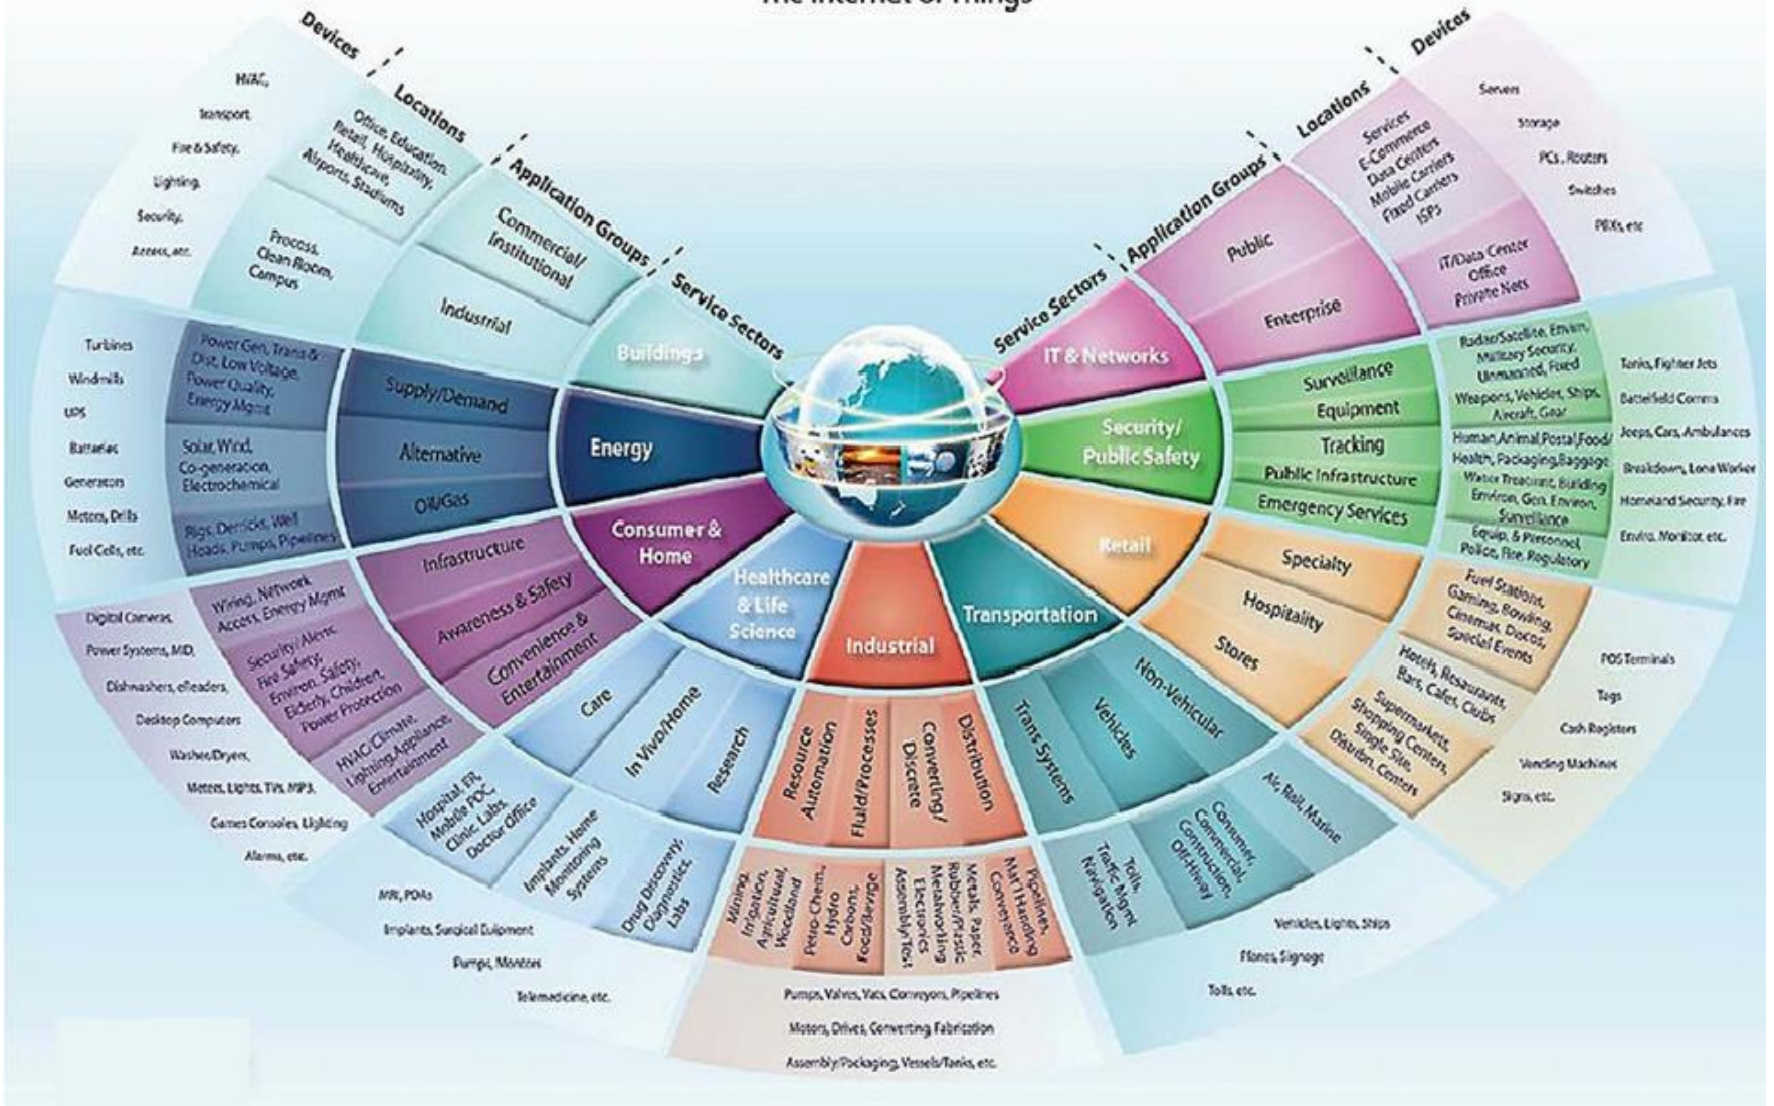 The Internet of Things
Devices
Locations
Application Groups
Service Sectors
HVAC,
Transport,
Fire & Safety,
Lighting,
Security,
Access, etc.
Office, Education,
Retail, Hospitality,
Healthcare,
Airports, Stadiums
Process,
Clean Room,
Campus
Commercial/
Institutional
Industrial
Buildings
Turbines
Windmills
UPS
Batteries
Generators
Meters, Drills
Fuel Cells, etc.
Power Gen, Trans &
Dist, Low Voltage,
Power Quality,
Energy Mgmt
Solar, Wind,
Co-generation,
Electrochemical
Rigs, Derricks, Well
Heads, Pumps, Pipelines
Supply/Demand
Alternative
Oil/Gas
Energy
Digital Cameras,
Power Systems, MID,
Dishwashers, eReaders,
Desktop Computers
Washer/Dryers,
Meters, Lights, TVs, MP3,
Games Consoles, Lighting
Alarms, etc.
Wiring, Network
Access, Energy Mgmt
Security/Alerts,
Fire Safety,
Environ. Safety,
Elderly, Children,
Power Protection
HVAC/Climate,
Lighting,Appliance,
Entertainment
Infrastructure
Awareness & Safety
Convenience &
Entertainment
Consumer &
Home
MRI, PDAs
Implants, Surgical Euipment
Pumps, Monitors
Telemedicine, etc.
Hospital, ER,
Mobile POC,
Clinic, Labs,
Doctor Office
Implants, Home
Monitoring
Systems
Drug Discovery,
Diagnostics,
Labs
Care
In Vivo/Home
Research
Healthcare
& Life
Science
Industrial
Resource
Automation
Fluid/Processes
Converting/
Discrete
Distribution
Mining,
Irrigation,
Agricultural,
Woodland
Petro-Chem.,
Hydro
Carbons,
Food/Bevrge
Metals, Paper,
Rubber/Plastic
Metalworking
Electronics
Assembly/Test
Pipelines,
Mat'l Handing
Conveyance
Pumps, Valves, Vats, Conveyors, Pipelines
Motors, Drives, Converting, Fabrication
Assembly/Packaging, Vessels/Tanks, etc.
Transportation
Trans Systems
Vehicles
Non-Vehicular
Tolls,
Traffic Mgmt
Navigation
Consumer,
Commercial,
Construction,
Off-Hiway
Air, Rail, Marine
Vehicles, Lights, Ships
Planes, Signage
Tolls, etc.
Retail
Specialty
Hospitality
Stores
Fuel Stations,
Gaming, Bowing,
Cinemas, Discos,
Special Events
Hotels, Resaurants,
Bars, Cafes, Clubs
Supermarkets,
Shopping Centers,
Single Site,
Distribn, Centers
POS Terminals
Tags
Cash Registers
Vending Machines
Signs, etc.
Security/
Public Safety
Surveillance
Equipment
Tracking
Public Infrastructure
Emergency Services
Radar/Satellite, Environ,
Military Security,
Unmanned, Fixed
Weapons, Vehicles, Ships,
Aircraft, Gear
Human,Animal,Postal,Food/
Health, Packaging,Baggage
Water Treatmnt, Building
Environ, Gen. Environ,
Surveillance
Equip, & Personnel,
Police, Fire, Regulatory
Tanks, Fighter Jets
Battelfield Comms
Jeeps, Cars, Ambulances
Breakdown, Lone Worker
Homeland Security, Fire
Enviro. Monitor, etc.
IT & Networks
Public
Enterprise
Services
E-Commerce
Data Centers
Mobile Carriers
Fixed Carriers
ISPs
IT/Data Center
Office
Private Nets
Servers
Storage
PCs , Routers
Switches
PBXs, etc
Service Sectors
Application Groups
Locations
Devices